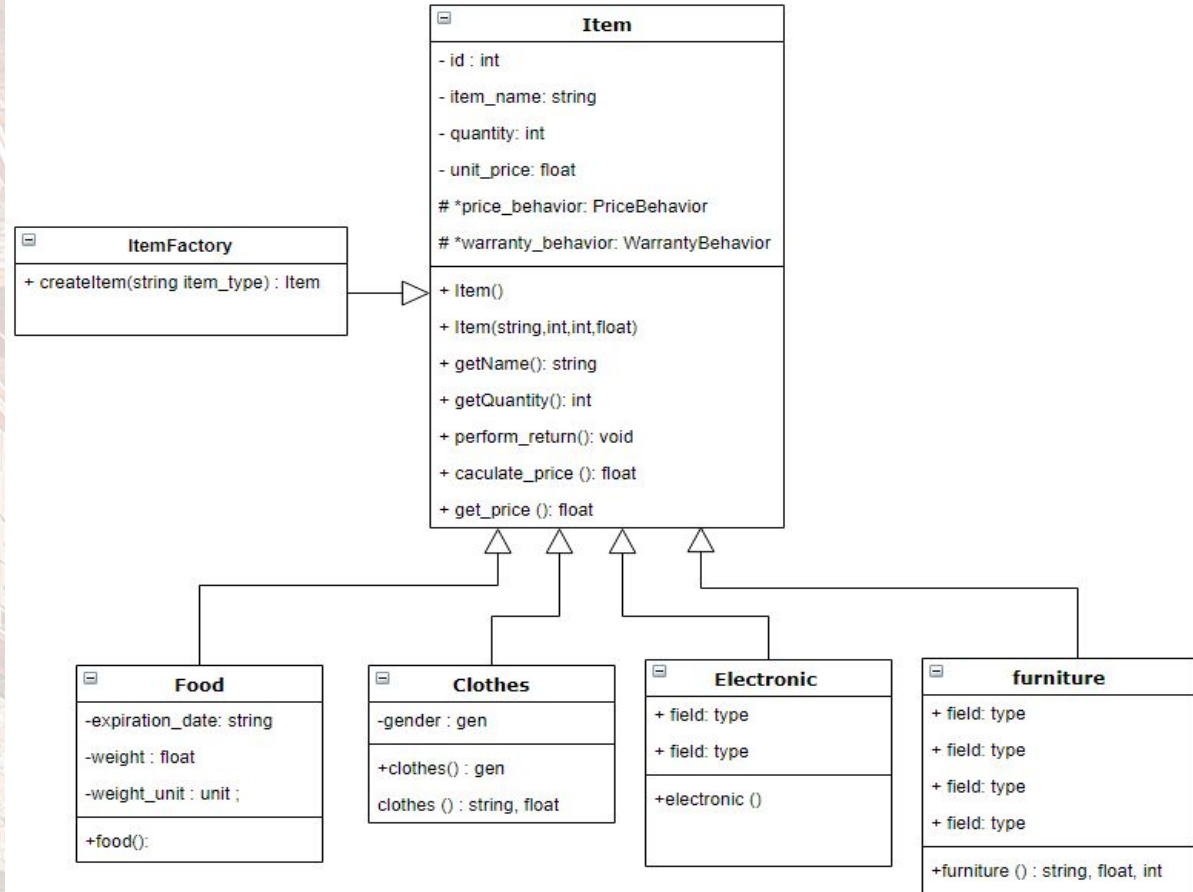 Item
- id : int
- item_name: string
- quantity: int
- unit_price: float
# *price_behavior: PriceBehavior
# *warranty_behavior: WarrantyBehavior
+ Item()
+ Item(string,int,int,float)
+ getName(): string
+ getQuantity(): int
+ perform_return(): void
+ caculate_price (): float
+ get_price (): float
ItemFactory
+ createItem(string item_type) : Item
Food
-expiration_date: string
-weight : float
-weight_unit : unit ;
+food():
Clothes
-gender : gen
+clothes() : gen
clothes () : string, float
Electronic
+ field: type
+ field: type
+electronic ()
furniture
+ field: type
+ field: type
+ field: type
+ field: type
+furniture () : string, float, int